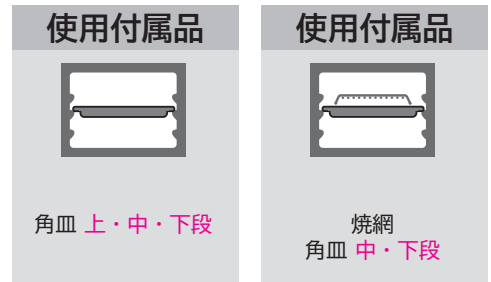 使用付属品
角皿 上・中・下段
使用付属品
焼網
角皿 中・下段